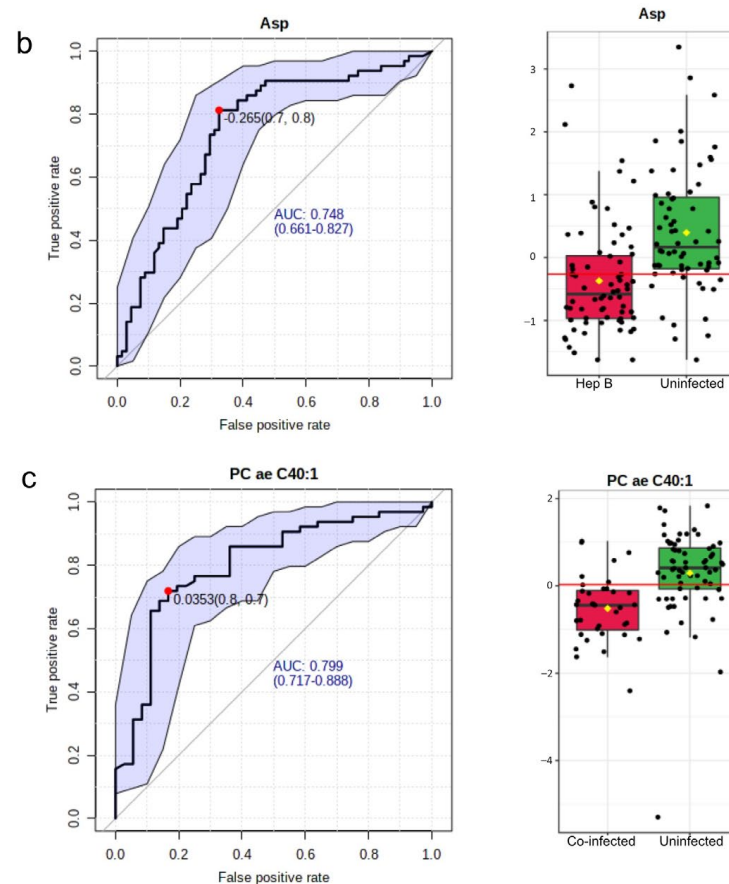 b
Asp
True positive rate
1.0
0.8
0.6
0.4
0.2
0.0
-0.265(0.7, 0.8)
AUC: 0.748
(0.661-0.827)
0.0 0.2 0.4 0.6 0.8 1.0
False positive rate
Asp
3
2
1
0
−1
Hep B Uninfected
c
PC ae C40:1
True positive rate
1.0
0.8
0.6
0.4
0.2
0.0
0.0353(0.8, 0.7)
AUC: 0.799
(0.717-0.888)
0.0 0.2 0.4 0.6 0.8 1.0
False positive rate
PC ae C40:1
2
0
−2
−4
Co-infected Uninfected